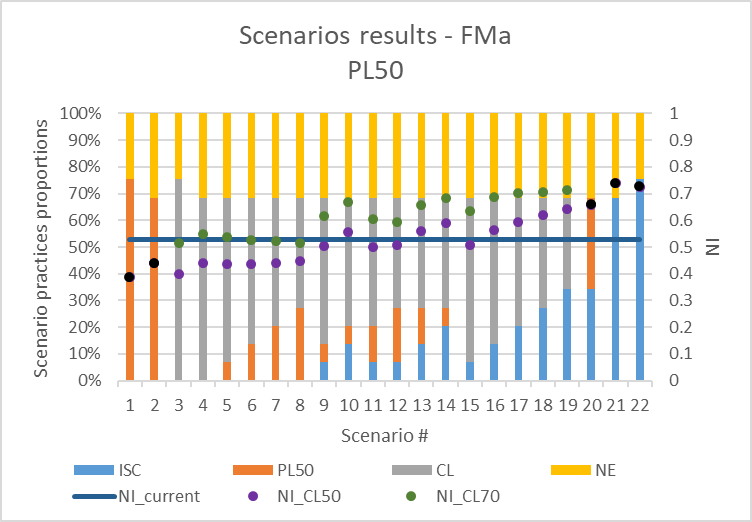 Scenarios results - FMa
PL50
Scenario practices proportions
100%
90%
80%
70%
60%
50%
40%
30%
20%
10%
0%
1
0.9
0.8
0.7
0.6
0.5
0.4
0.3
0.2
0.1
0
NI
1 2 3 4 5 6 7 8 9 10 11 12 13 14 15 16 17 18 19 20 21 22
Scenario #
ISC PL50 CL NE
NI_current NI_CL50 NI_CL70